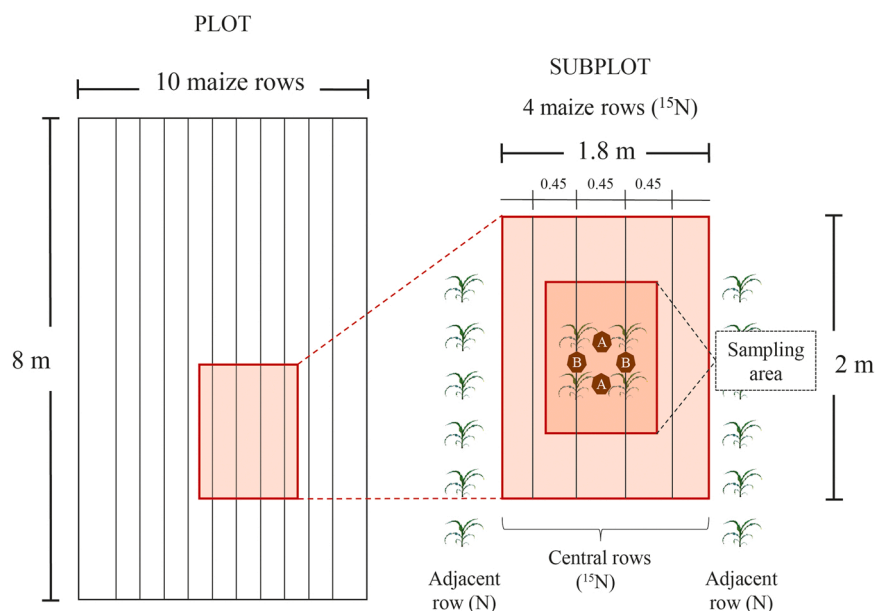 PLOT
10 maize rows
8 m
SUBPLOT
4 maize rows (¹⁵N)
1.8 m
0.45 0.45 0.45
A
B B
A
Sampling
area
2 m
Central rows
(¹⁵N)
Adjacent
row (N)
Adjacent
row (N)